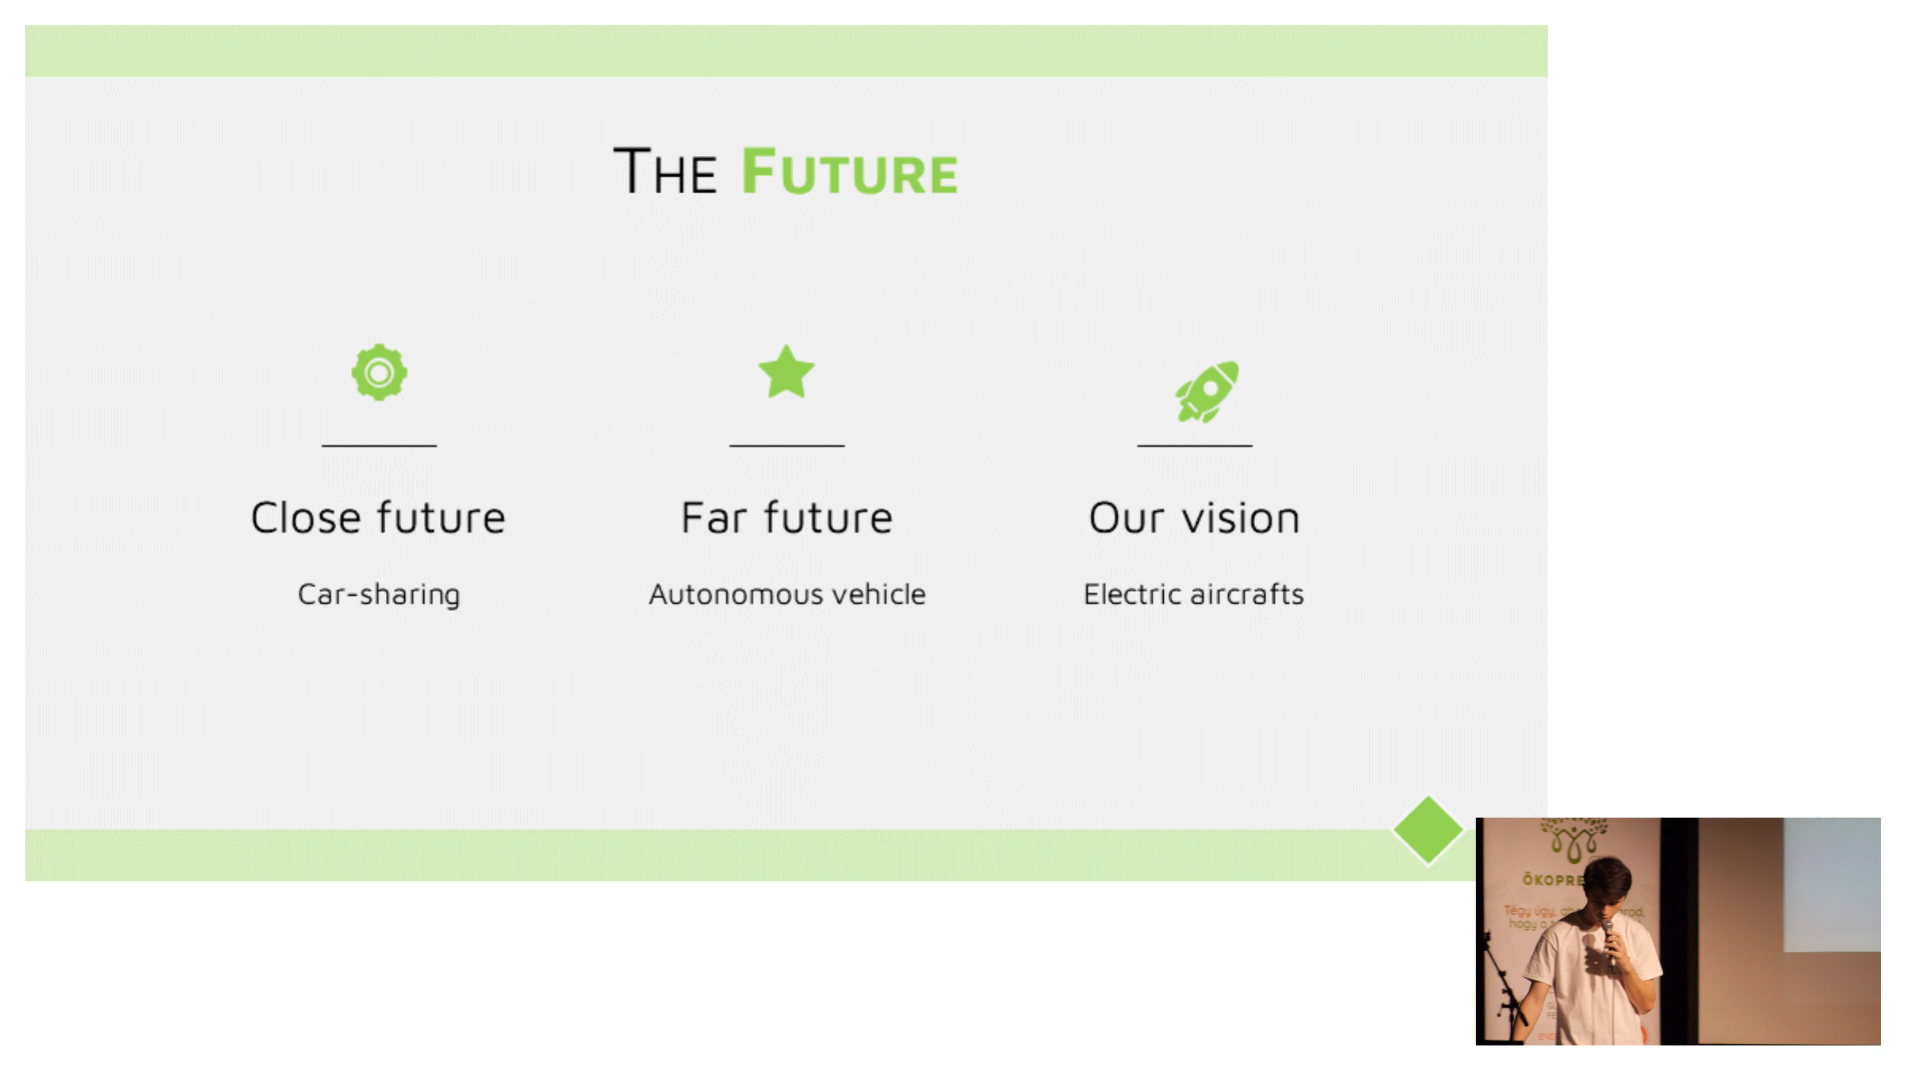 THE FUTURE
Close future
Car-sharing
Far future
Autonomous vehicle
Our vision
Electric aircrafts
ÖKOPRE
Tégy úgy,
hogy a